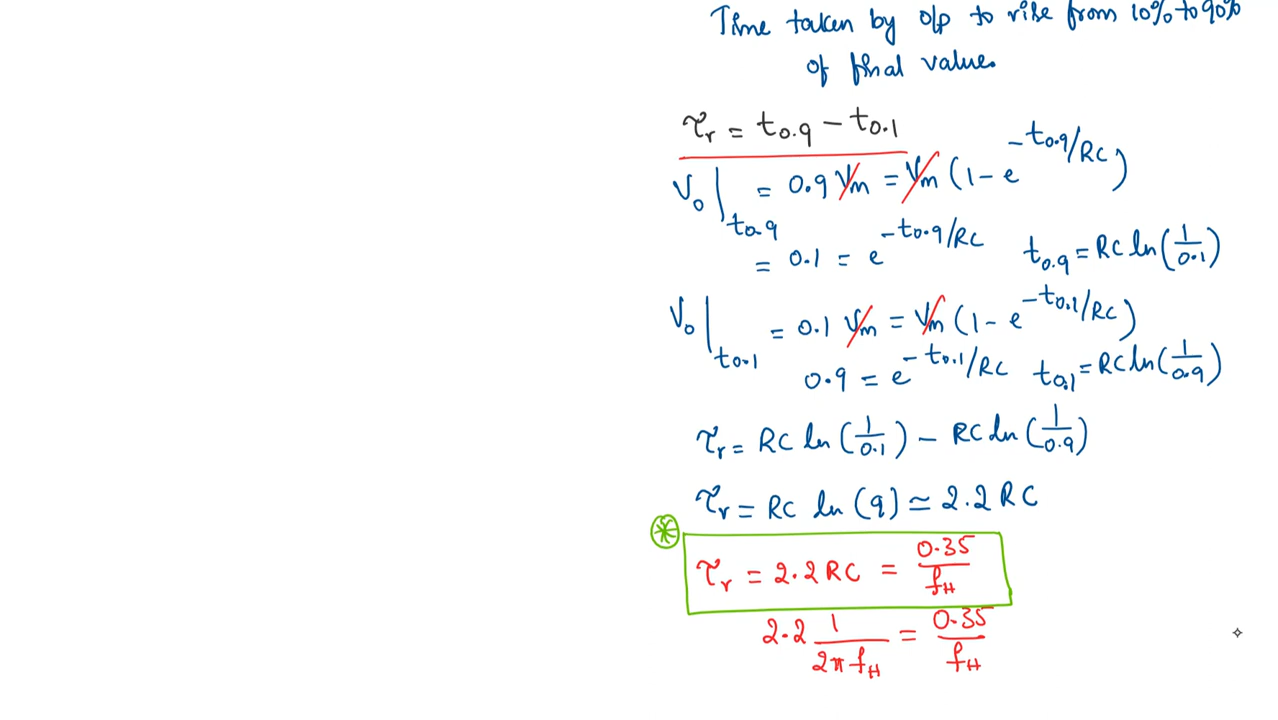 Time taken by o/p to rise from 10% to 90%
of final value.
τr = t0.9 − t0.1
Vo|t0.9 = 0.9 Vm = Vm (1 − e^−t0.9/RC)
= 0.1 = e^−t0.9/RC t0.9 = RC ln(1/0.1)
Vo|t0.1 = 0.1 Vm = Vm (1 − e^−t0.1/RC)
0.9 = e^−t0.1/RC t0.1 = RC ln(1/0.9)
τr = RC ln(1/0.1) − RC ln(1/0.9)
τr = RC ln(9) ≃ 2.2 RC
τr = 2.2 RC = 0.35/fH
2.2 1/2πfH = 0.35/fH